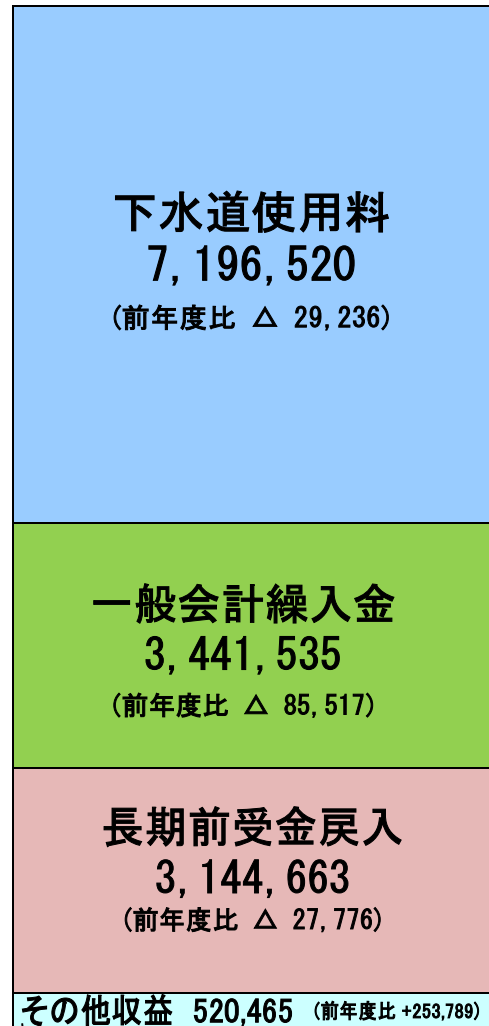 下水道使用料
7,196,520
(前年度比 △ 29,236)
一般会計繰入金
3,441,535
(前年度比 △ 85,517)
長期前受金戻入
3,144,663
(前年度比 △ 27,776)
その他収益 520,465 (前年度比 +253,789)